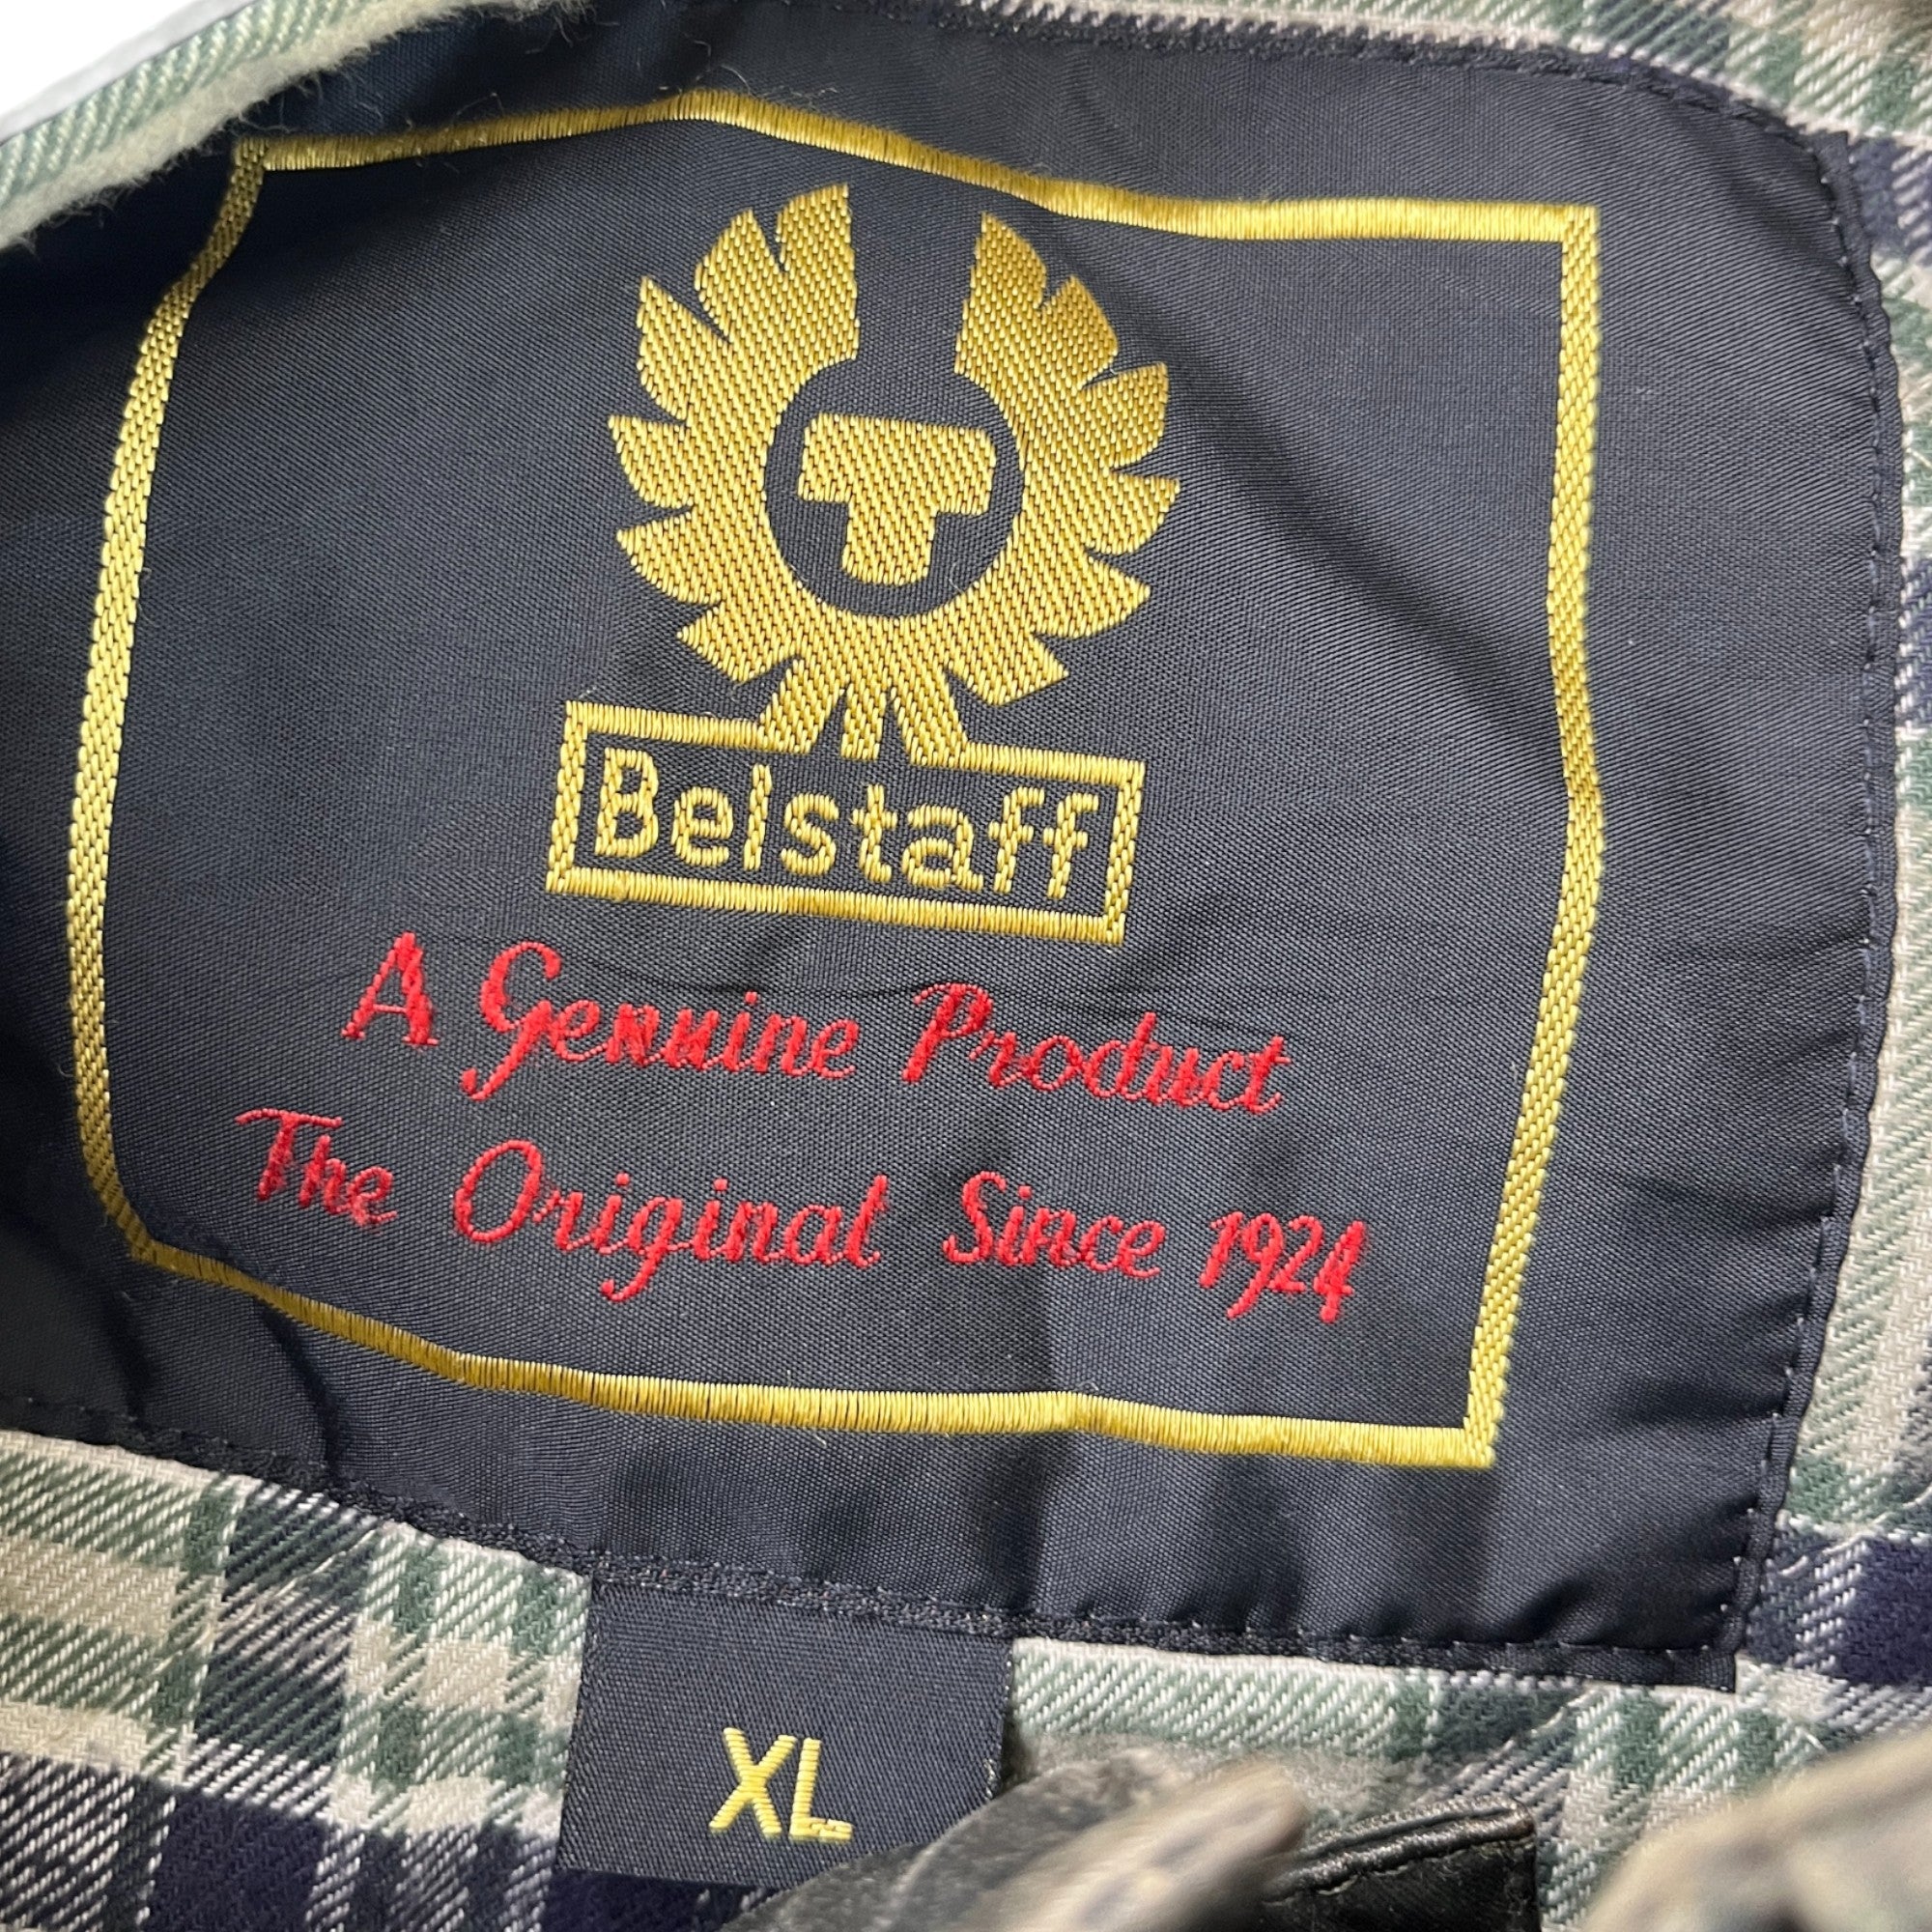 Belstaff
A Genuine Product
The Original Since 1924
XL